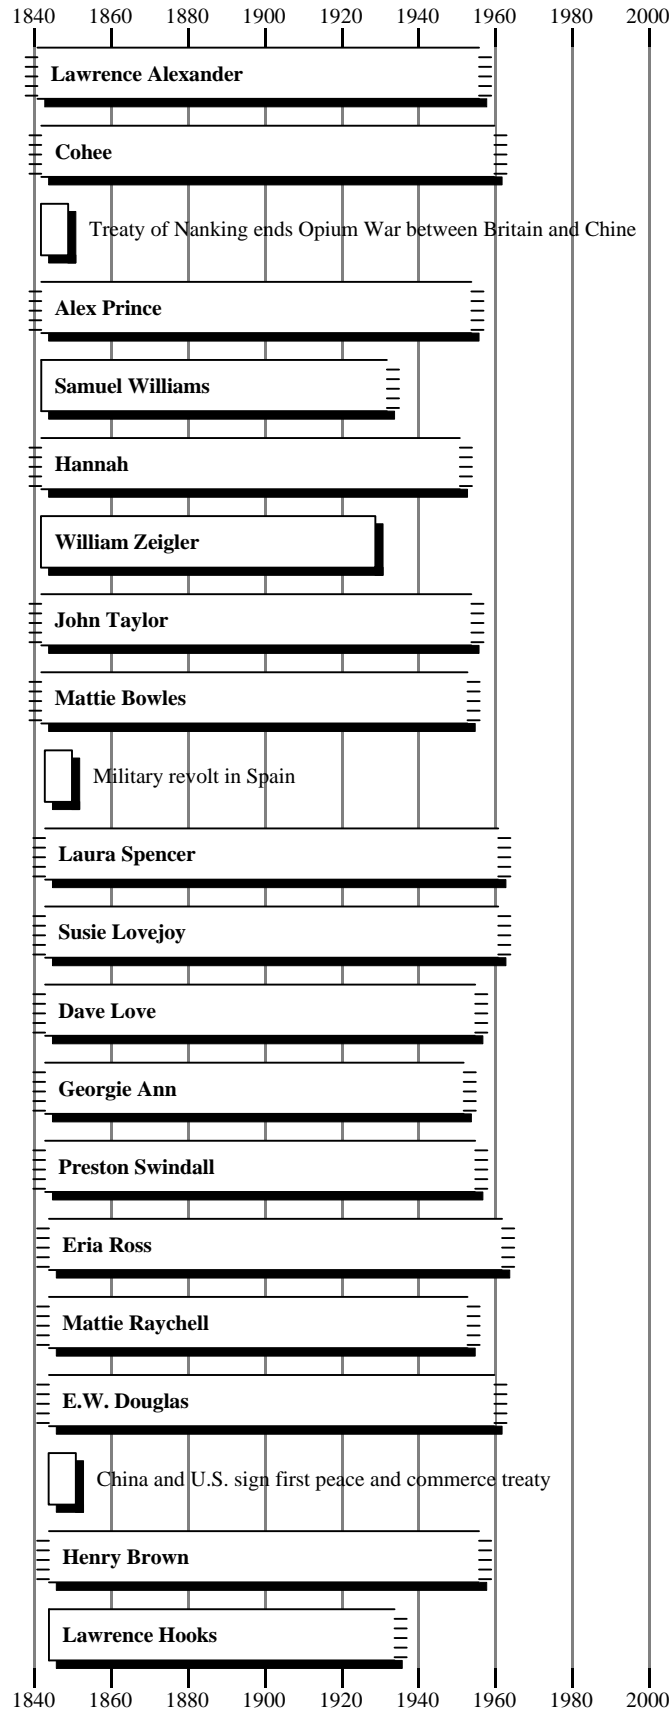 1840 1860 1880 1900 1920 1940 1960 1980 2000
Lawrence Alexander
Cohee
Treaty of Nanking ends Opium War between Britain and Chine
Alex Prince
Samuel Williams
Hannah
William Zeigler
John Taylor
Mattie Bowles
Military revolt in Spain
Laura Spencer
Susie Lovejoy
Dave Love
Georgie Ann
Preston Swindall
Eria Ross
Mattie Raychell
E.W. Douglas
China and U.S. sign first peace and commerce treaty
Henry Brown
Lawrence Hooks
1840 1860 1880 1900 1920 1940 1960 1980 2000